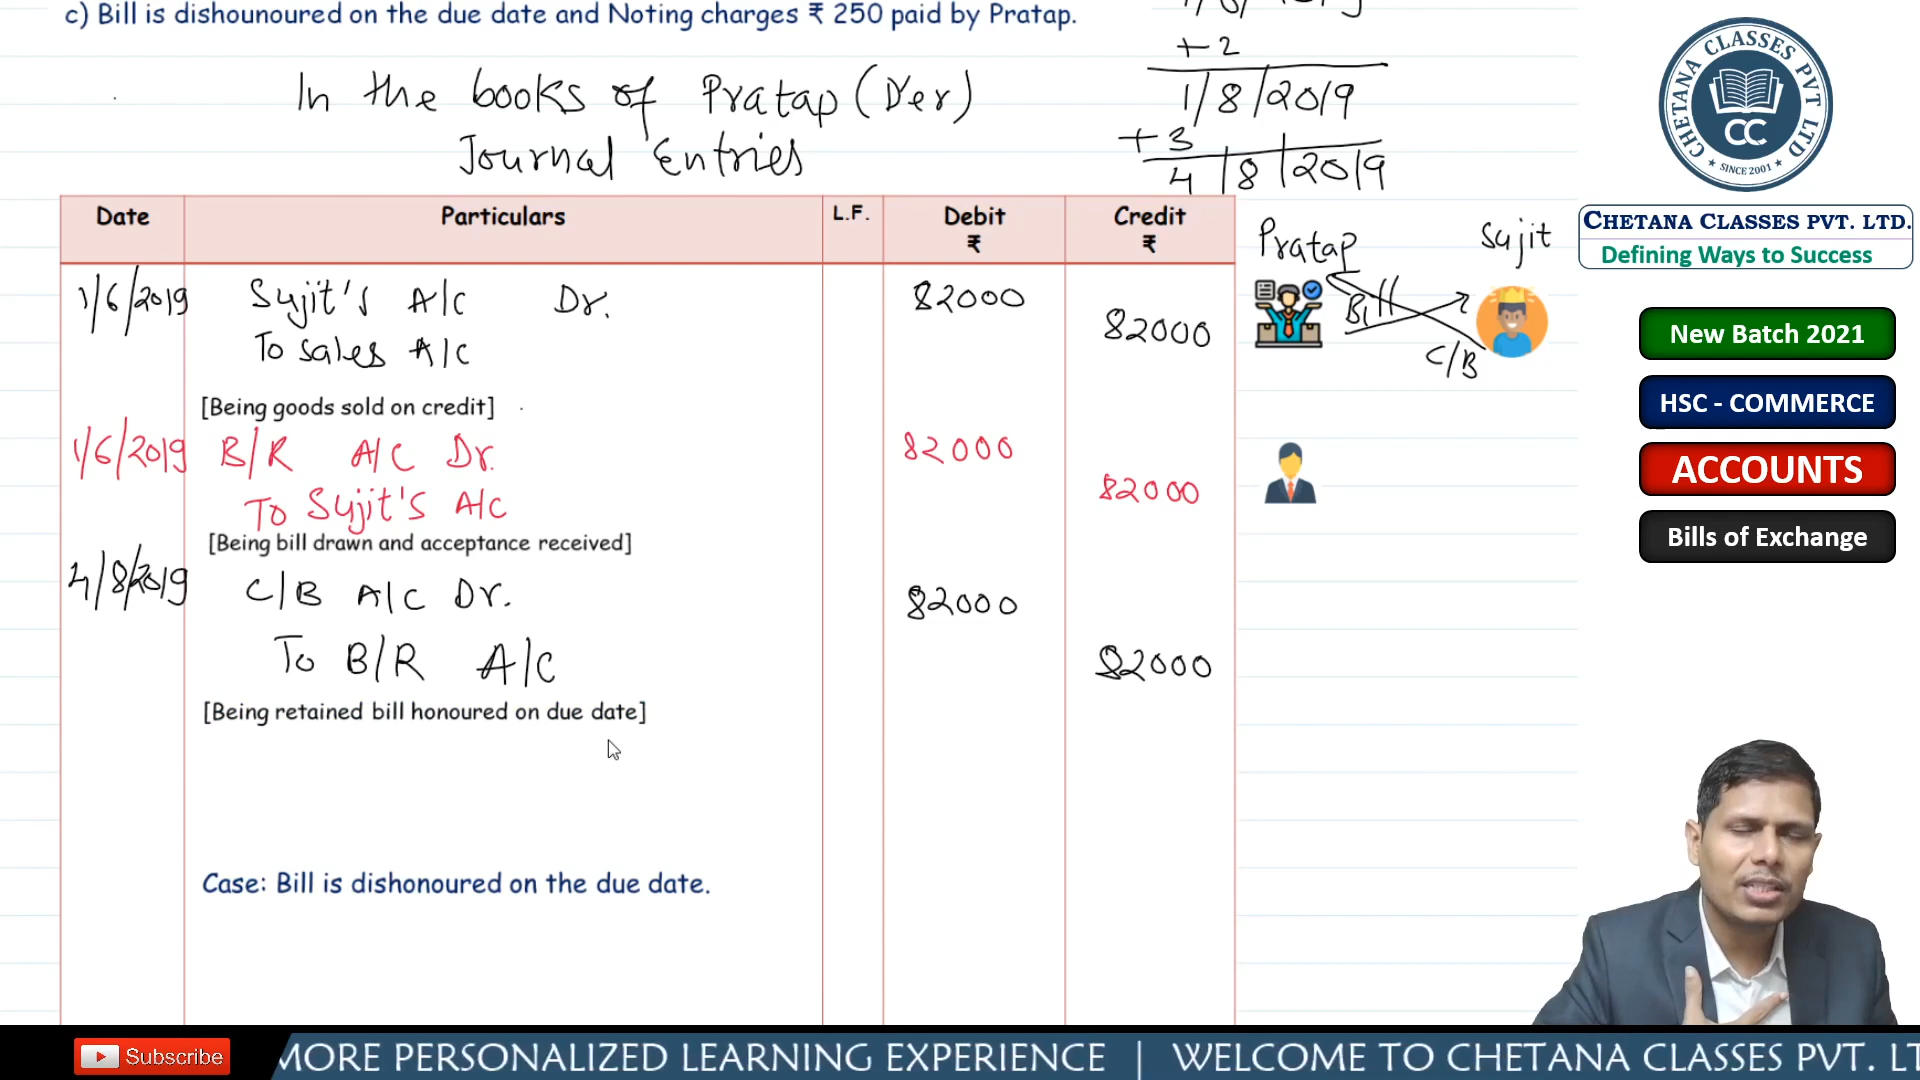 c) Bill is dishounoured on the due date and Noting charges ₹ 250 paid by Pratap.
+2
1/8/2019
+3
4/8/2019
In the books of Pratap (Der)
Journal Entries
Date Particulars L.F. Debit ₹ Credit ₹
1/6/2019 Sujit's A/C Dr. 82000
To sales A/C 82000
[Being goods sold on credit]
1/6/2019 B/R A/C Dr. 82000
To Sujit's A/C 82000
[Being bill drawn and acceptance received]
4/8/2019 C/B A/C Dr. 82000
To B/R A/C 82000
[Being retained bill honoured on due date]
Case: Bill is dishonoured on the due date.
Pratap Sujit
Bill
C/B
CHETANA CLASSES PVT LTD
CC
SINCE 2001
CHETANA CLASSES PVT. LTD.
Defining Ways to Success
New Batch 2021
HSC - COMMERCE
ACCOUNTS
Bills of Exchange
Subscribe
MORE PERSONALIZED LEARNING EXPERIENCE | WELCOME TO CHETANA CLASSES PVT. LT